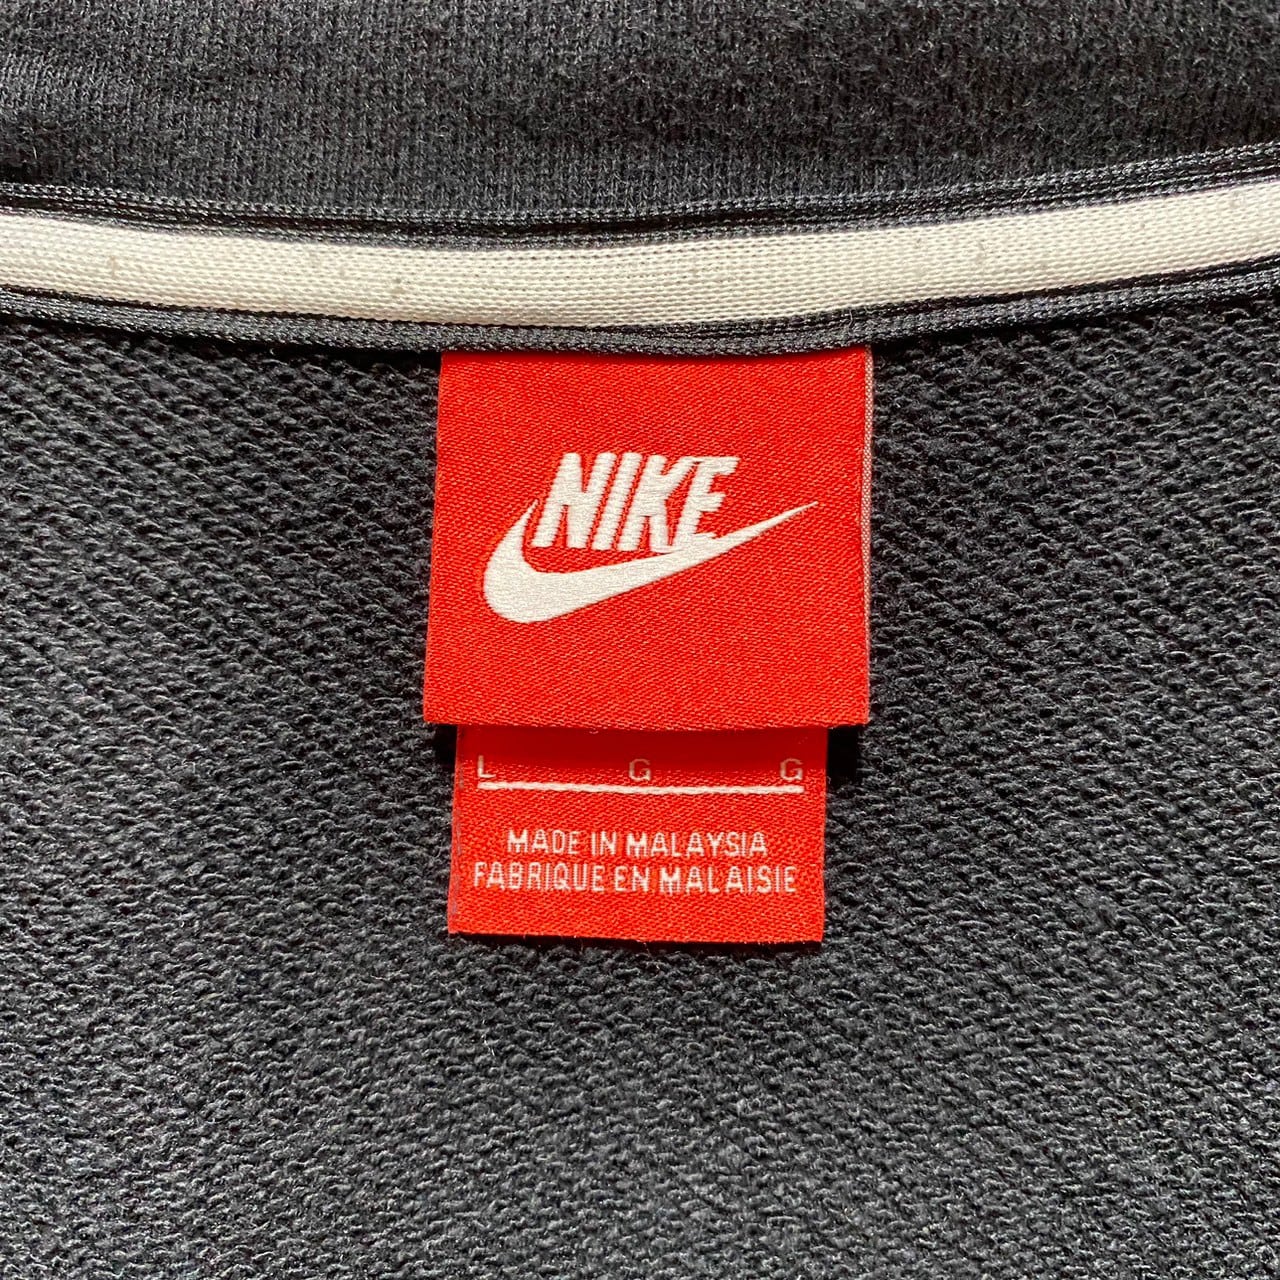 NIKE
L G G
MADE IN MALAYSIA
FABRIQUE EN MALAISIE